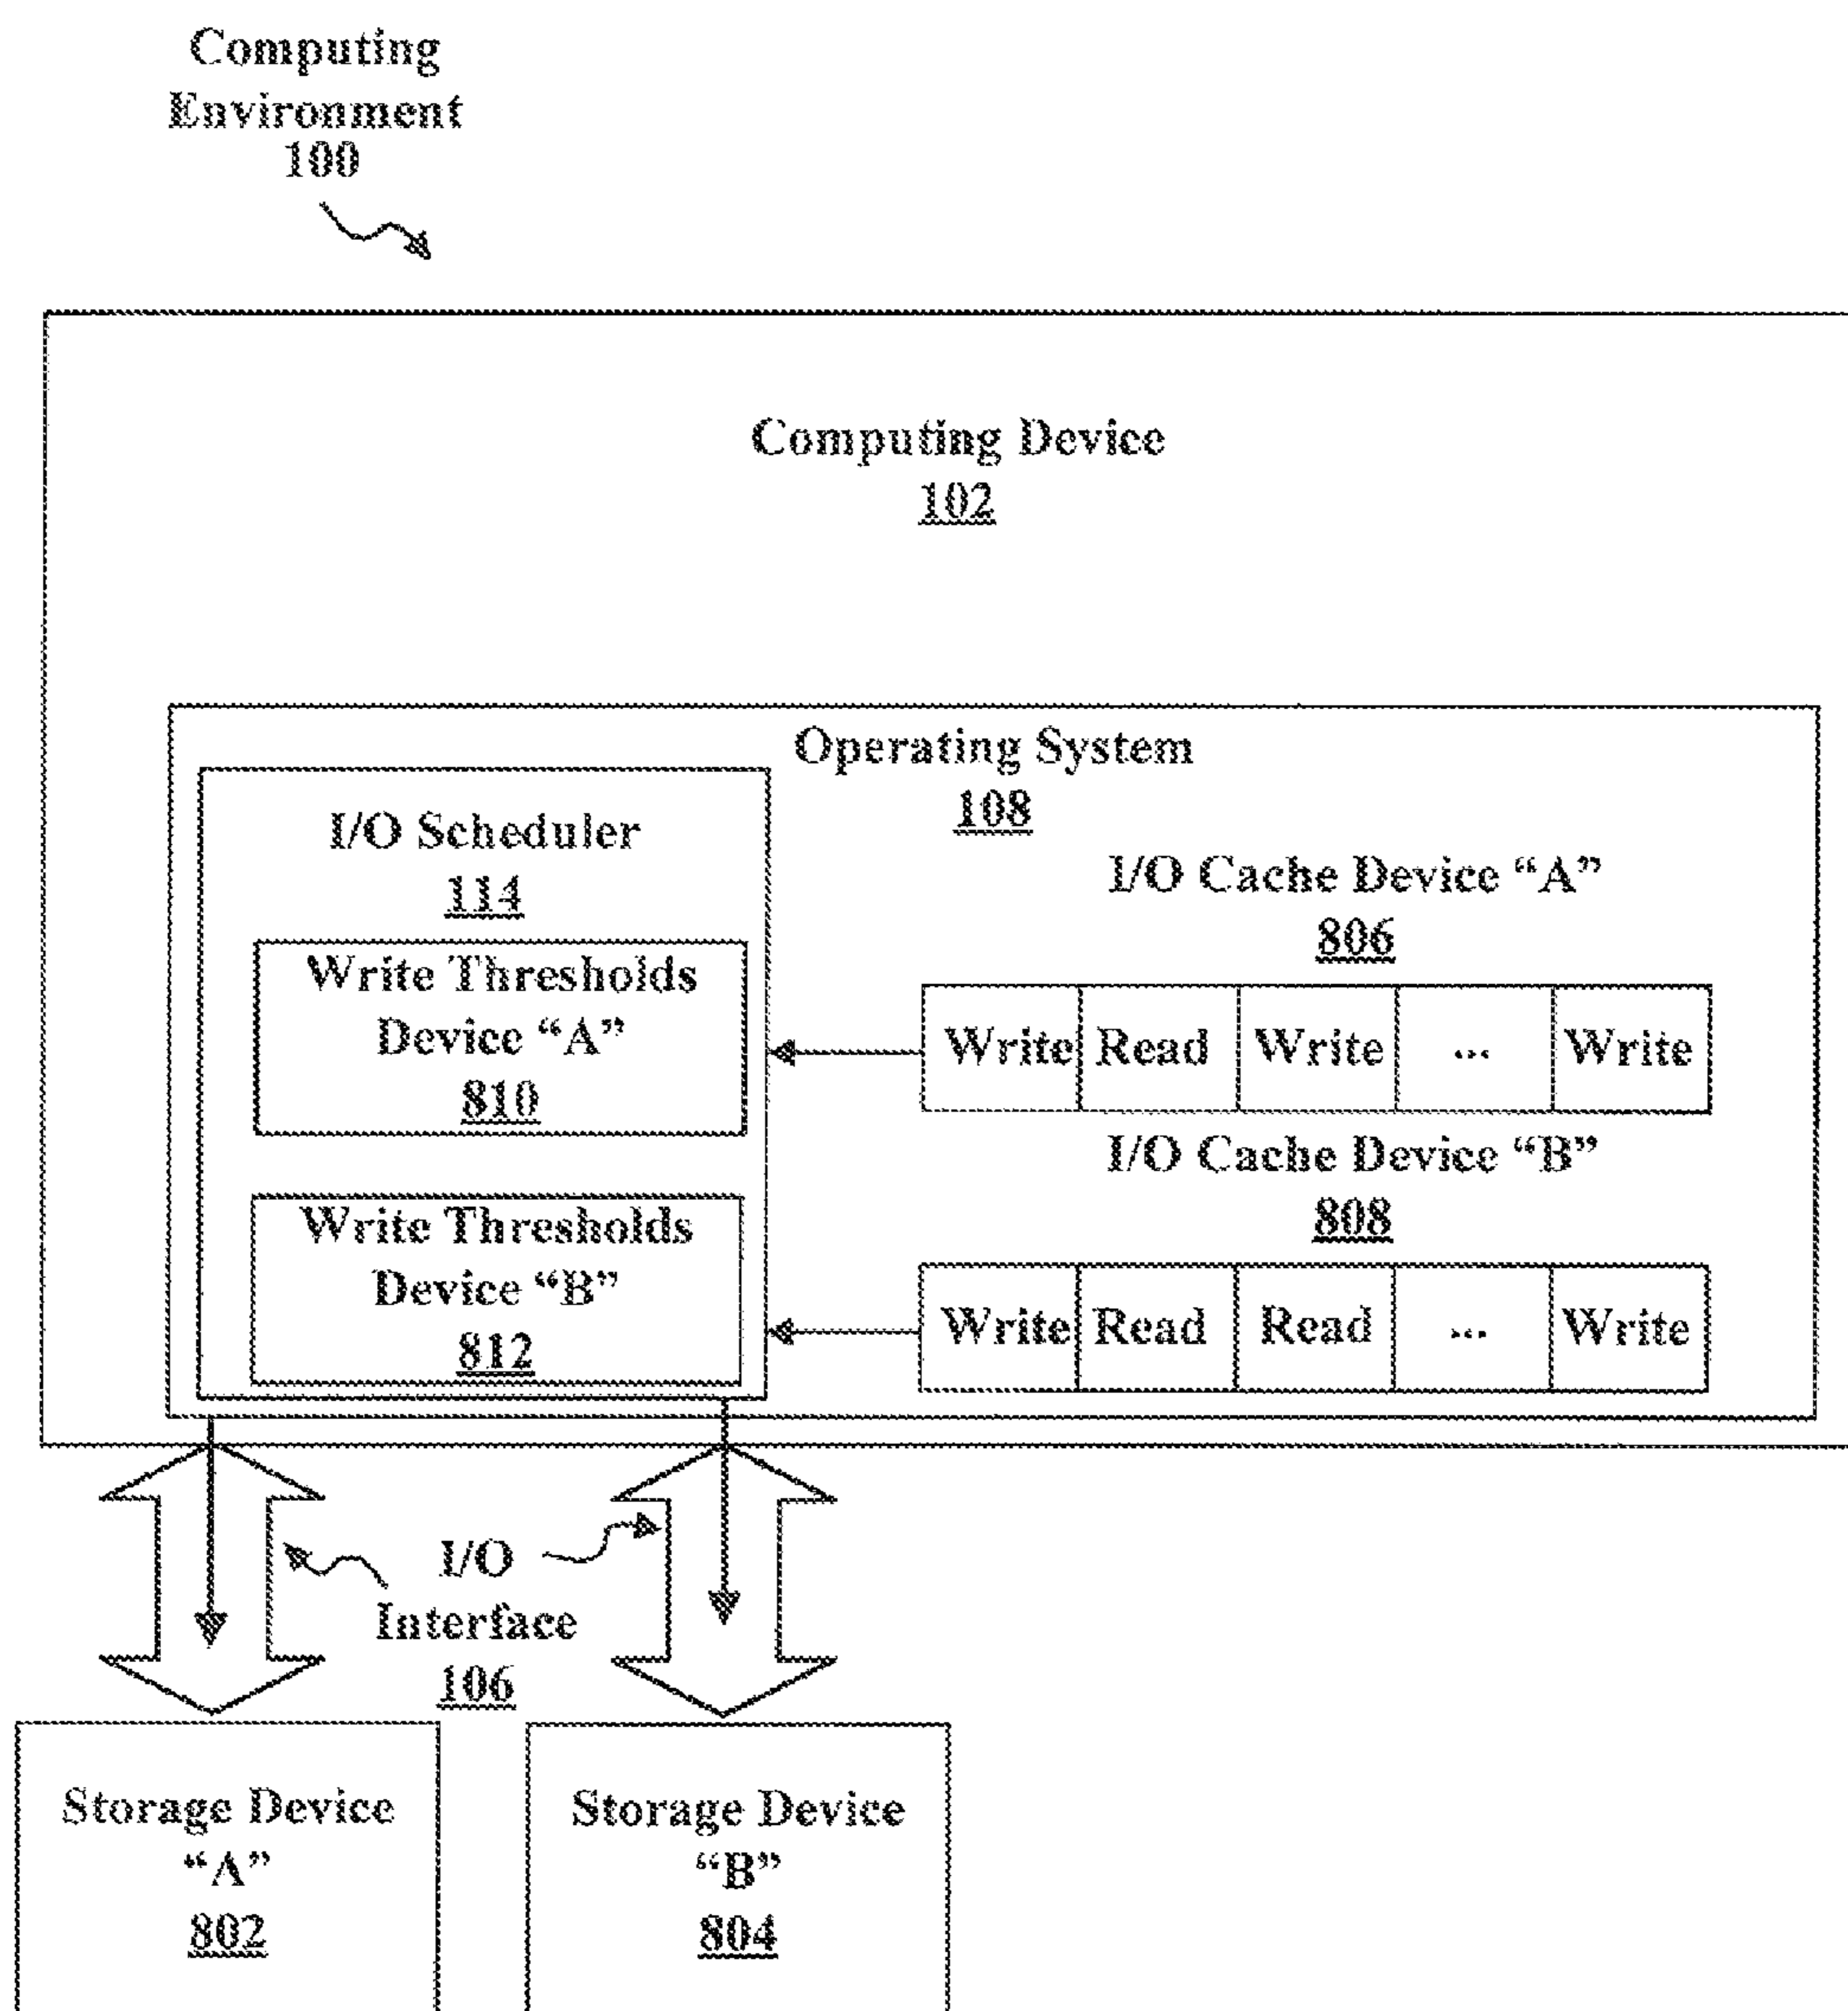 Computing
Environment
100
Computing Device
102
Operating System
108
I/O Scheduler
114
Write Thresholds
Device “A”
810
Write Thresholds
Device “B”
812
I/O Cache Device “A”
806
Write Read Write ... Write
I/O Cache Device “B”
808
Write Read Read ... Write
I/O
Interface
106
Storage Device
“A”
802
Storage Device
“B”
804